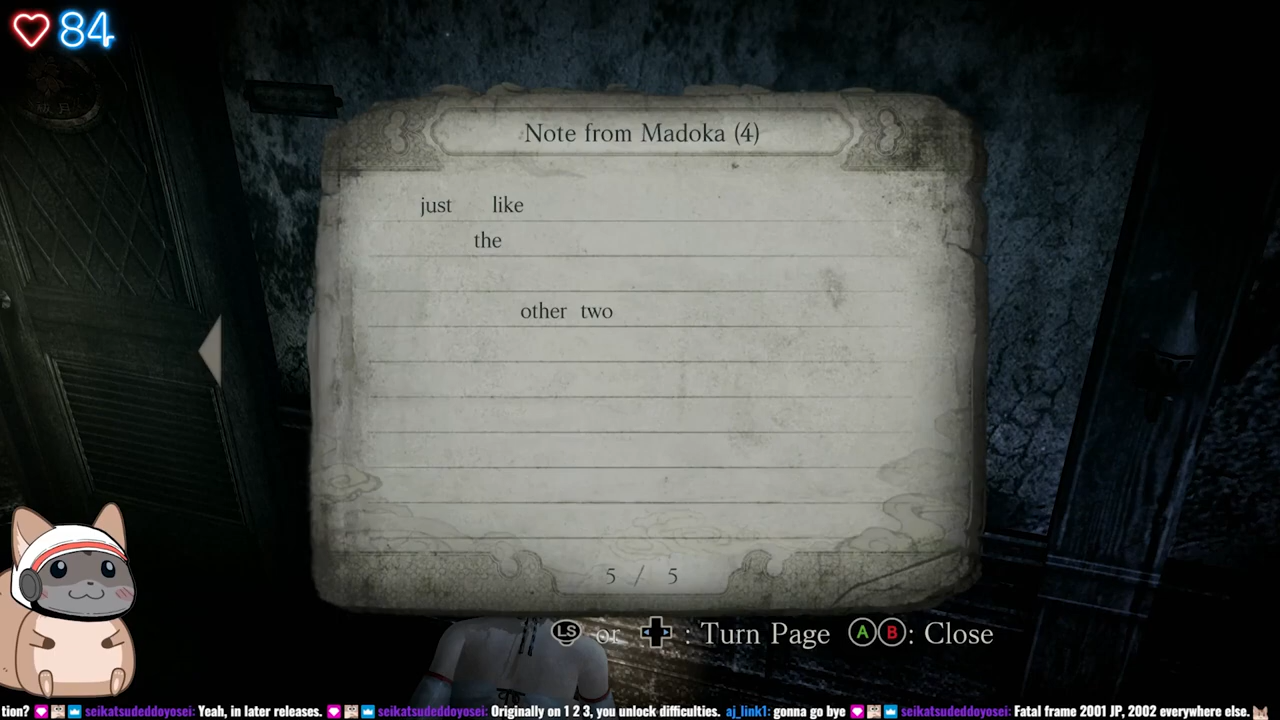 84
Note from Madoka (4)
just like
the
other two
5 / 5
LS or : Turn Page A B : Close
tion? seikatsudeddoyosei: Yeah, in later releases. seikatsudeddoyosei: Originally on 1 2 3, you unlock difficulties. aj_link1: gonna go bye seikatsudeddoyosei: Fatal frame 2001 JP, 2002 everywhere else.